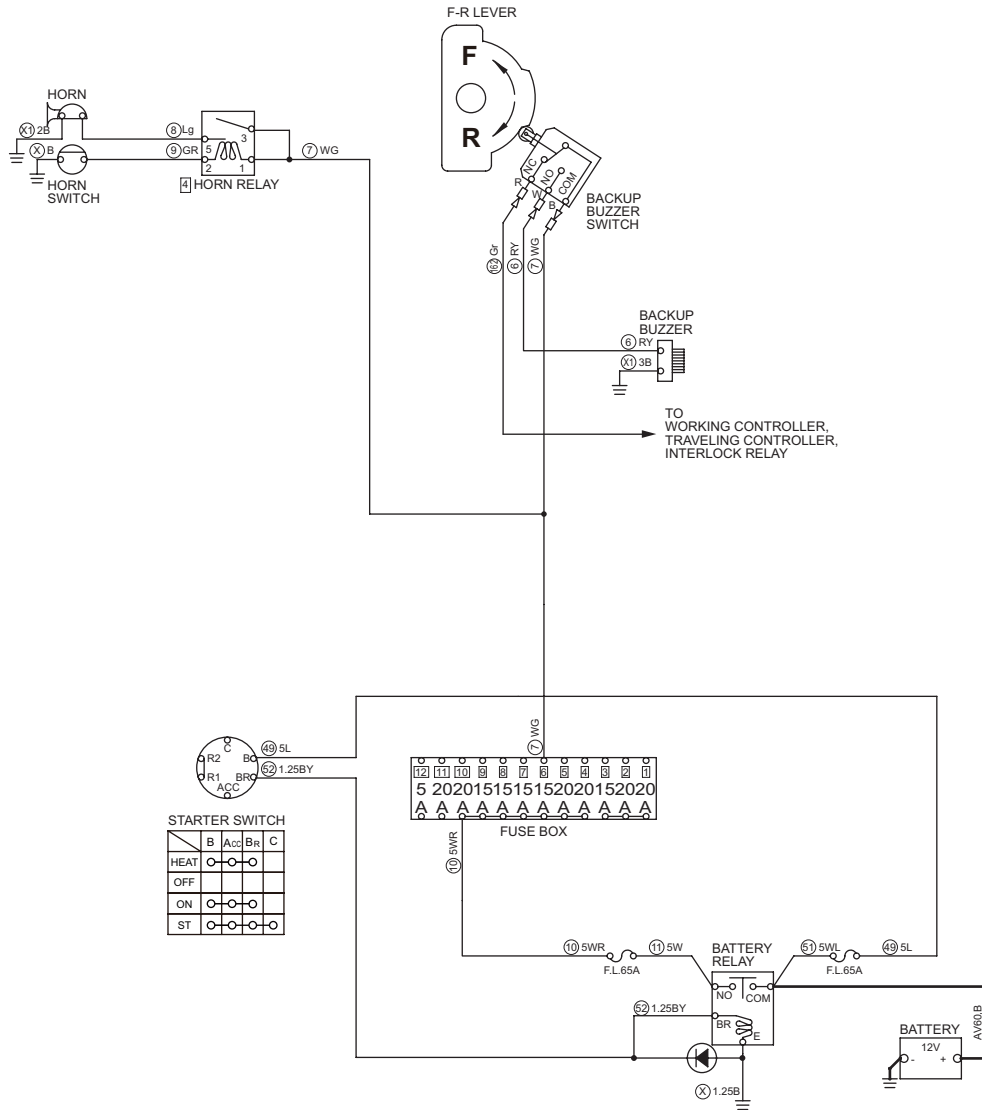 F-R LEVER
F
R
HORN
X1 2B
X B
HORN
SWITCH
8 Lg
9 GR
5
3
2
1
4 HORN RELAY
7 WG
NC
NO
COM
R
W
B
BACKUP
BUZZER
SWITCH
162 Gr
6 RY
7 WG
BACKUP
BUZZER
6 RY
X1 3B
TO
WORKING CONTROLLER,
TRAVELING CONTROLLER,
INTERLOCK RELAY
7 WG
C
R2
B
R1
BR
ACC
49 5L
52 1.25BY
STARTER SWITCH
B ACC BR C
HEAT
OFF
ON
ST
12 11 10 9 8 7 6 5 4 3 2 1
5 20 20 15 15 15 15 20 20 15 20 20
A A A A A A A A A A A A
FUSE BOX
10 5WR
10 5WR
F.L.65A
11 5W
BATTERY
RELAY
51 5WL
F.L.65A
49 5L
NO
COM
BR
E
52 1.25BY
X 1.25B
AV60.B
BATTERY
12V
- +